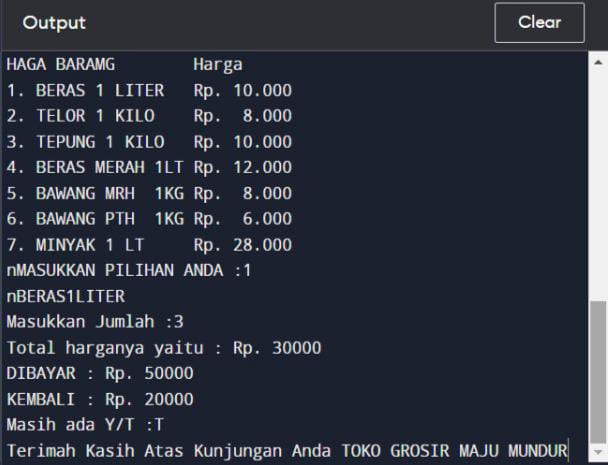 Output
Clear
HAGA BARAMG Harga
1. BERAS 1 LITER Rp. 10.000
2. TELOR 1 KILO Rp. 8.000
3. TEPUNG 1 KILO Rp. 10.000
4. BERAS MERAH 1LT Rp. 12.000
5. BAWANG MRH 1KG Rp. 8.000
6. BAWANG PTH 1KG Rp. 6.000
7. MINYAK 1 LT Rp. 28.000
nMASUKKAN PILIHAN ANDA :1
nBERAS1LITER
Masukkan Jumlah :3
Total harganya yaitu : Rp. 30000
DIBAYAR : Rp. 50000
KEMBALI : Rp. 20000
Masih ada Y/T :T
Terimah Kasih Atas Kunjungan Anda TOKO GROSIR MAJU MUNDUR